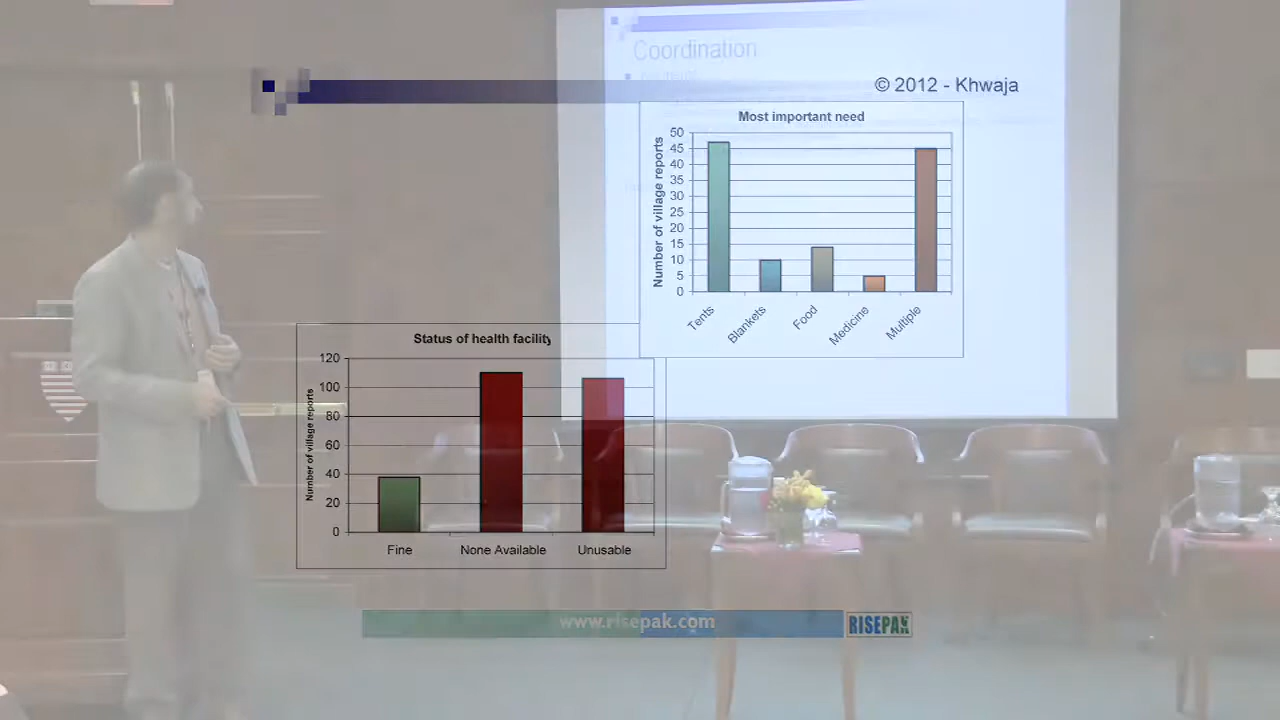 Coordination
© 2012 - Khwaja
Most important need
Number of village reports
50
45
40
35
30
25
20
15
10
5
0
Tents
Blankets
Food
Medicine
Multiple
Status of health facility
Number of village reports
120
100
80
60
40
20
0
Fine
None Available
Unusable
www.risepak.com
RISEPAK